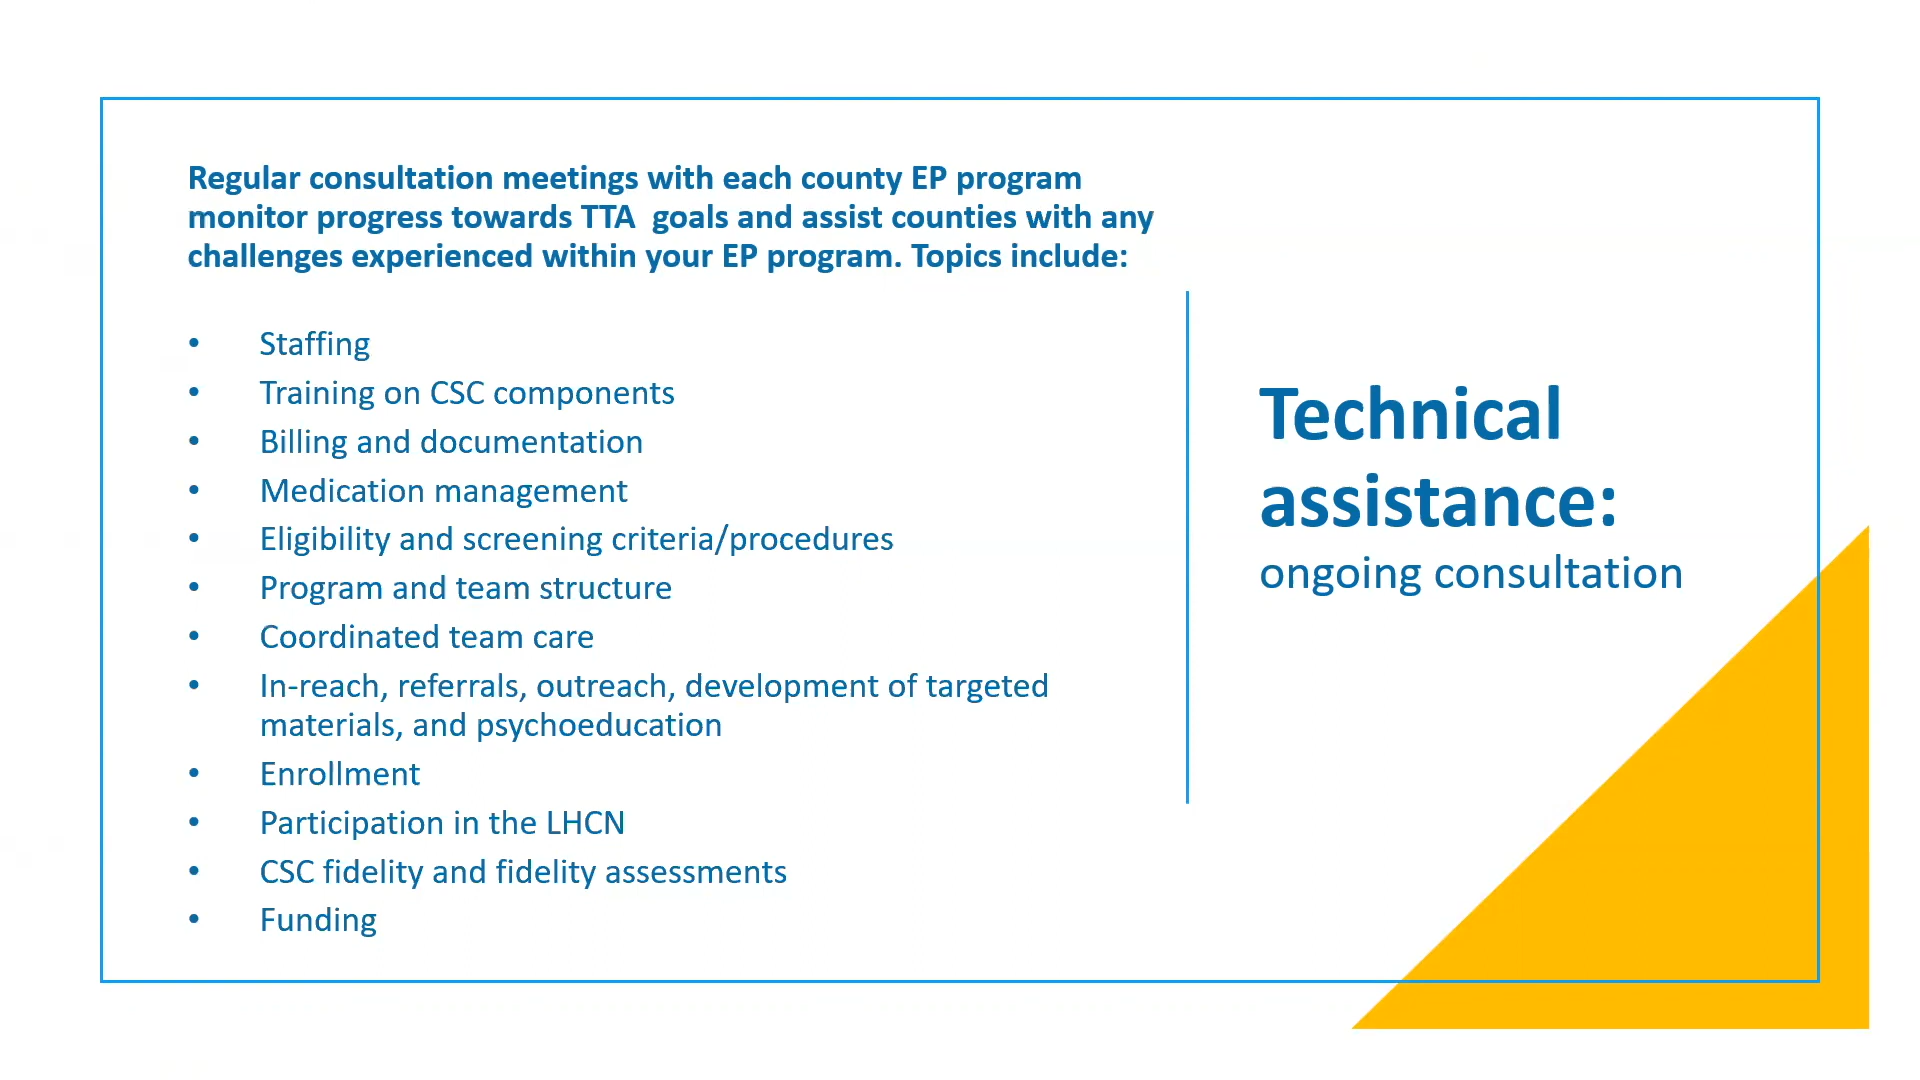 Regular consultation meetings with each county EP program
monitor progress towards TTA  goals and assist counties with any
challenges experienced within your EP program. Topics include:
• Staffing
• Training on CSC components
• Billing and documentation
• Medication management
• Eligibility and screening criteria/procedures
• Program and team structure
• Coordinated team care
• In-reach, referrals, outreach, development of targeted
materials, and psychoeducation
• Enrollment
• Participation in the LHCN
• CSC fidelity and fidelity assessments
• Funding
Technical
assistance:
ongoing consultation